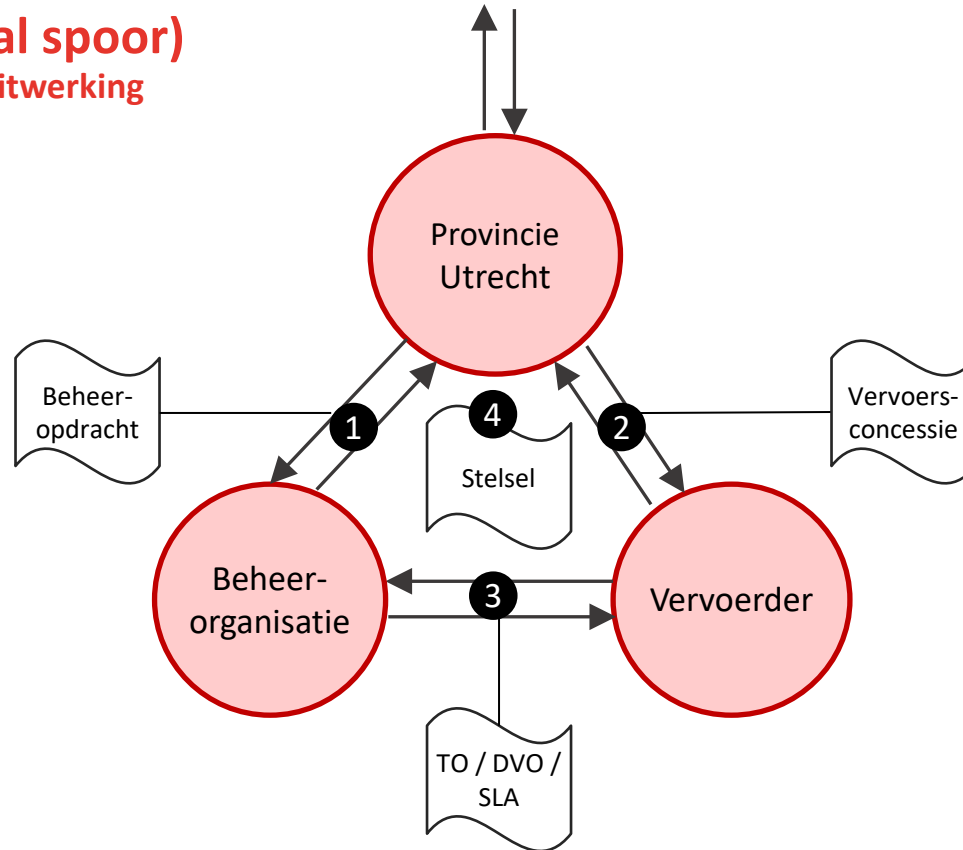 al spoor)
itwerking
Provincie
Utrecht
Beheer-
opdracht
1
4
2
Vervoers-
concessie
Stelsel
Beheer-
organisatie
3
Vervoerder
TO / DVO /
SLA